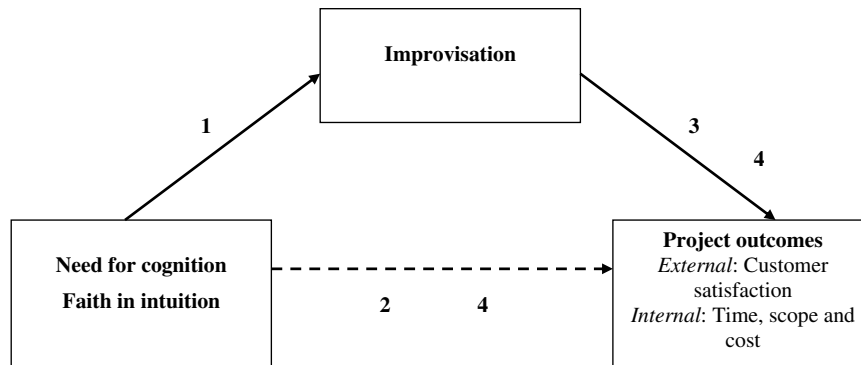 Improvisation
1
3
4
Need for cognition
Faith in intuition
2 4
Project outcomes
External: Customer
satisfaction
Internal: Time, scope and
cost